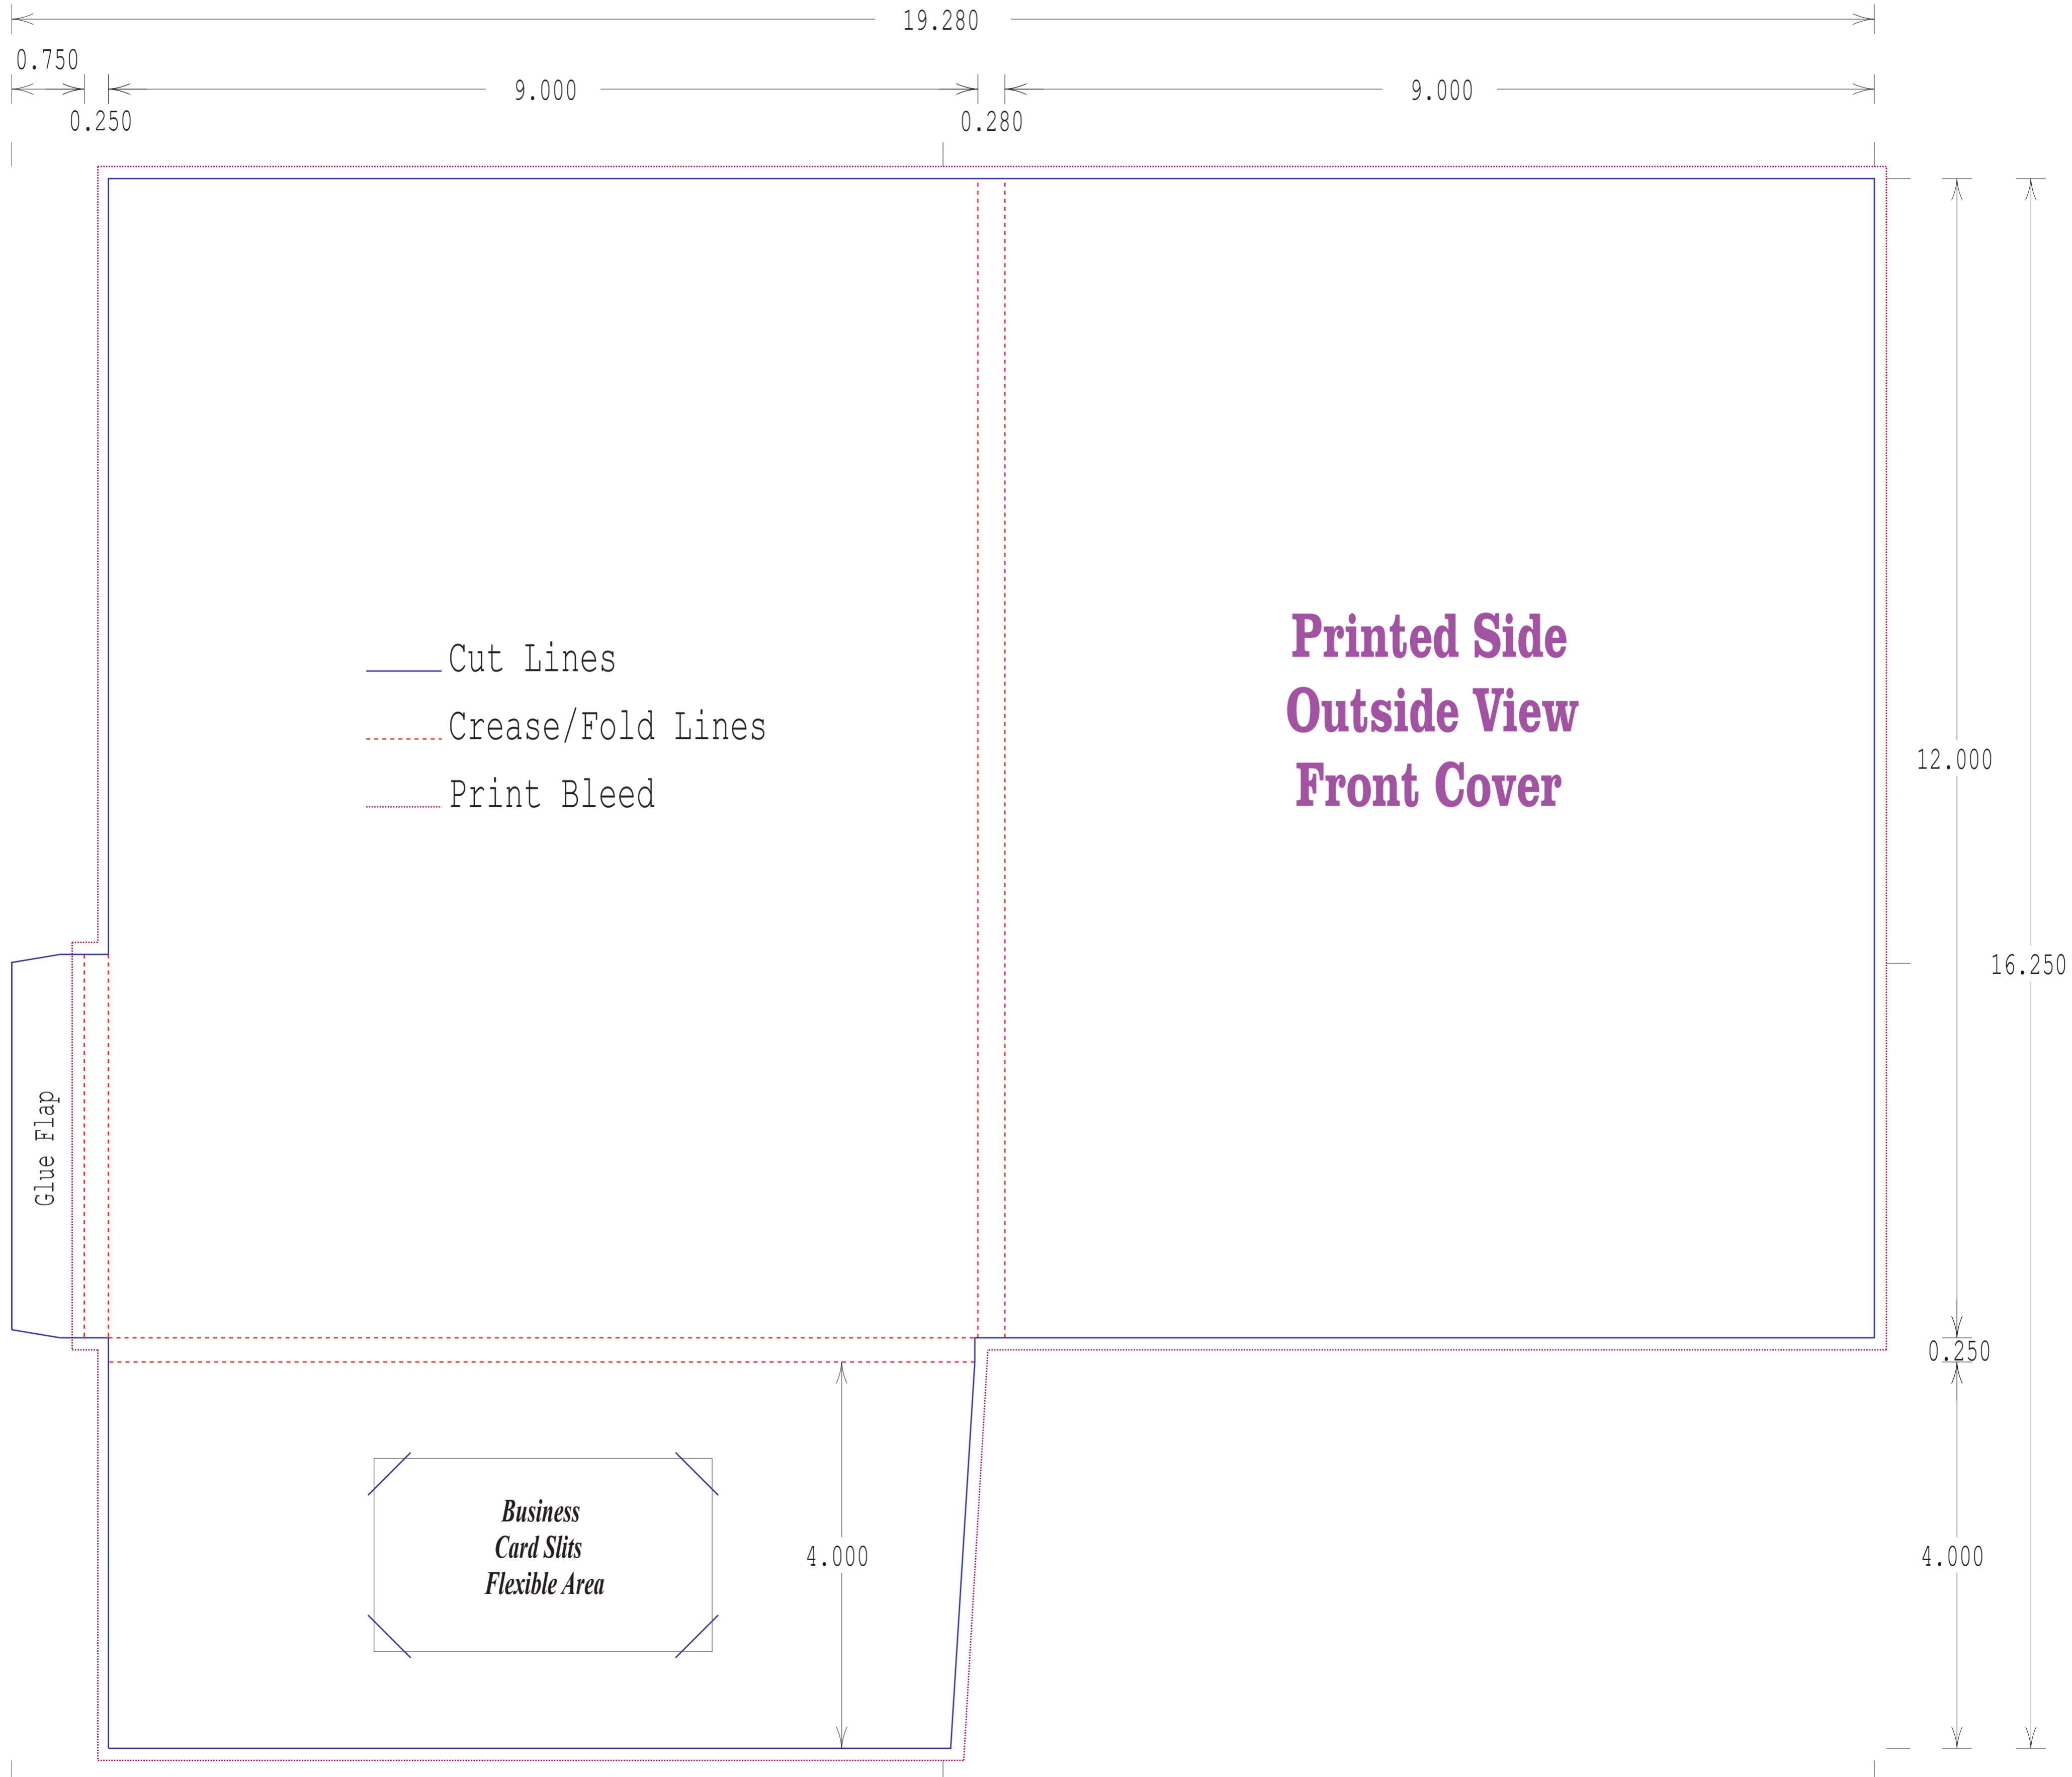 19.280
0.750
9.000
9.000
0.250
0.280
Cut Lines
Crease/Fold Lines
Print Bleed
Printed Side
Outside View
Front Cover
12.000
16.250
Glue Flap
0.250
Business
Card Slits
Flexible Area
4.000
4.000